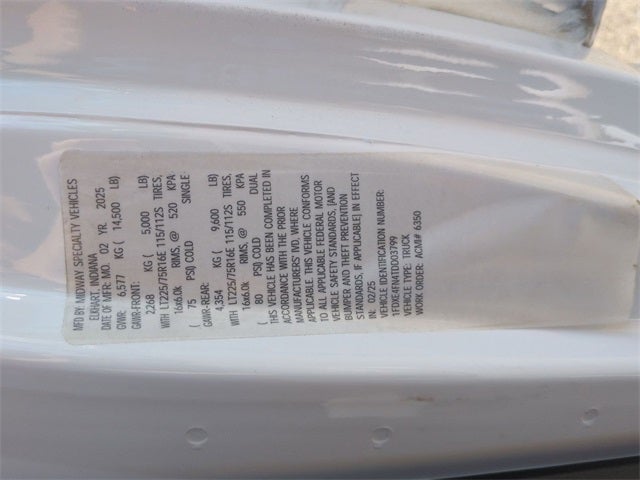 MFD BY MIDWAY SPECIALTY VEHICLES
ELKHART, INDIANA
DATE OF MFR: MO. 02 YR. 2025
GVWR: 6,577 KG ( 14,500 LB)
GAWR-FRONT:
2268 KG ( 5,000 LB)
WITH LT225/75R16E 115/112S TIRES,
16x6.0k RIMS, @ 520 KPA
( 75 PSI) COLD SINGLE
GAWR-REAR:
4,354 KG ( 9,600 LB)
WITH LT225/75R16E 115/112S TIRES,
16x6.0k RIMS, @ 550 KPA
( 80 PSI) COLD DUAL
THIS VEHICLE HAS BEEN COMPLETED IN
ACCORDANCE WITH THE PRIOR
MANUFACTURERS' IVD, WHERE
APPLICABLE. THIS VEHICLE CONFORMS
TO ALL APPLICABLE FEDERAL MOTOR
VEHICLE SAFETY STANDARDS, [AND
BUMPER AND THEFT PREVENTION
STANDARDS, IF APPLICABLE] IN EFFECT
IN: 02/25
VEHICLE IDENTIFICATION NUMBER:
1FDXE4FN4TDD03799
VEHICLE TYPE: TRUCK
WORK ORDER: ACM# 6350